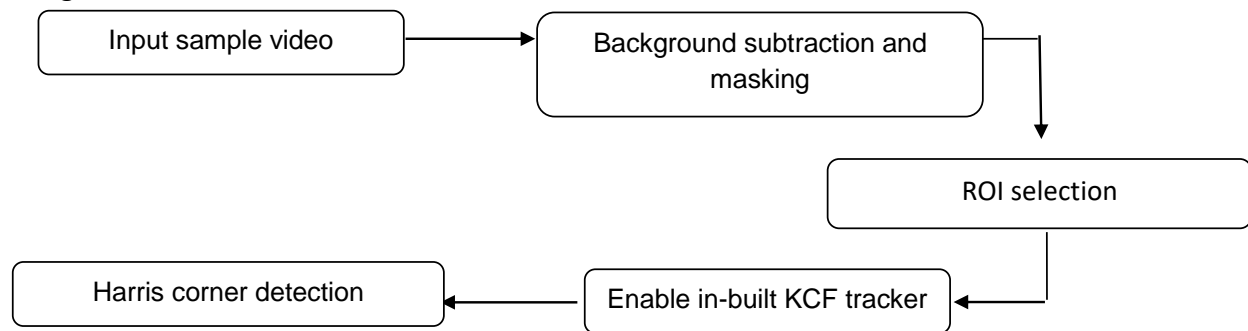 Input sample video
Background subtraction and
masking
ROI selection
Enable in-built KCF tracker
Harris corner detection